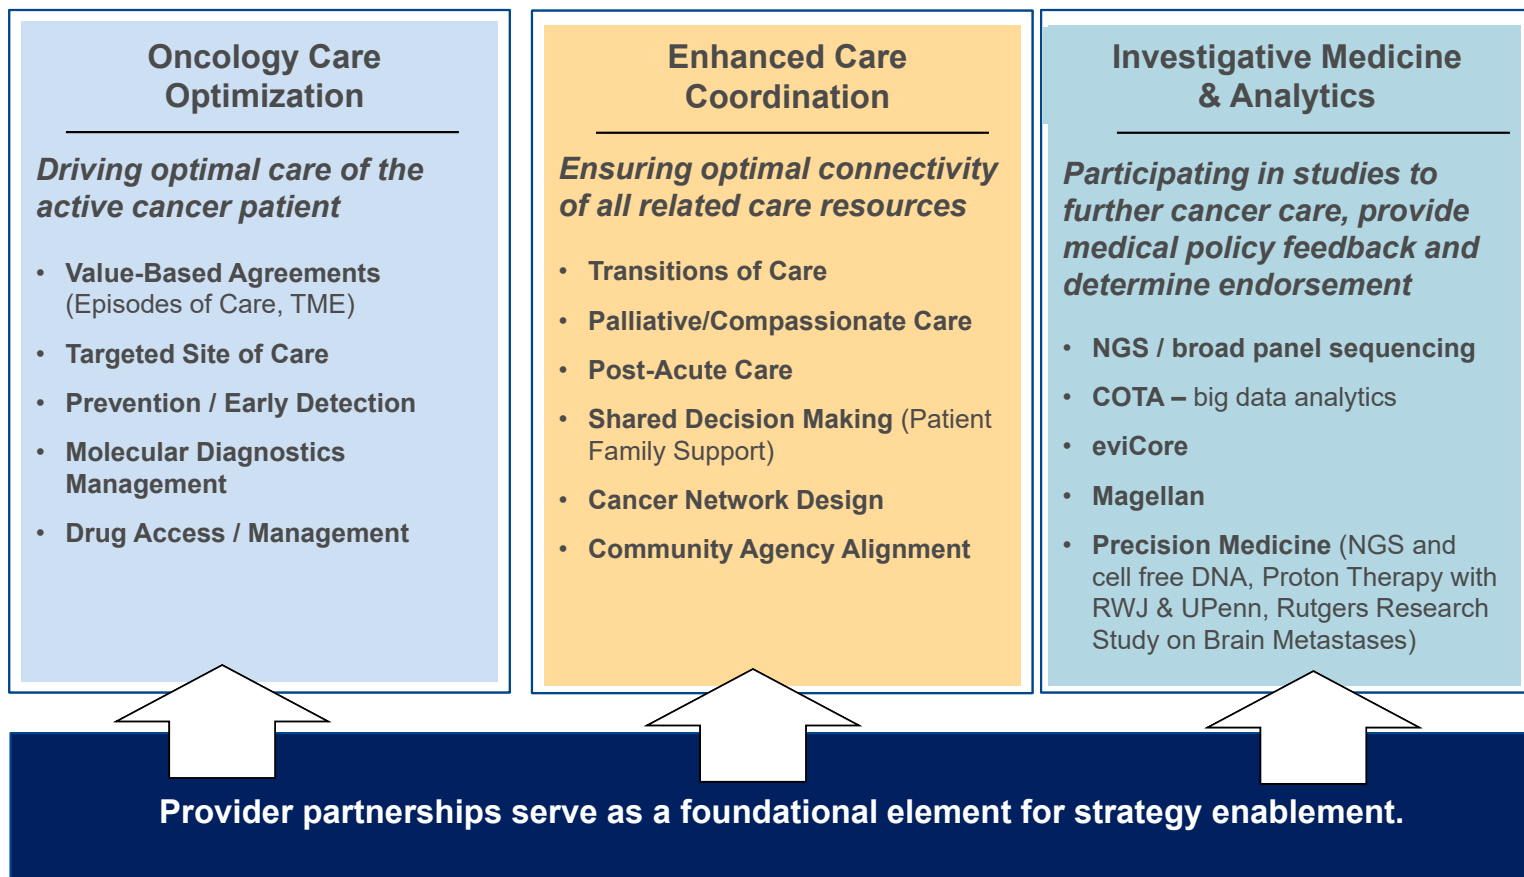 Oncology Care
Optimization
Driving optimal care of the
active cancer patient
• Value-Based Agreements
(Episodes of Care, TME)
• Targeted Site of Care
• Prevention / Early Detection
• Molecular Diagnostics
Management
• Drug Access / Management
Enhanced Care
Coordination
Ensuring optimal connectivity
of all related care resources
• Transitions of Care
• Palliative/Compassionate Care
• Post-Acute Care
• Shared Decision Making (Patient
Family Support)
• Cancer Network Design
• Community Agency Alignment
Investigative Medicine
& Analytics
Participating in studies to
further cancer care, provide
medical policy feedback and
determine endorsement
• NGS / broad panel sequencing
• COTA – big data analytics
• eviCore
• Magellan
• Precision Medicine (NGS and
cell free DNA, Proton Therapy with
RWJ & UPenn, Rutgers Research
Study on Brain Metastases)
Provider partnerships serve as a foundational element for strategy enablement.